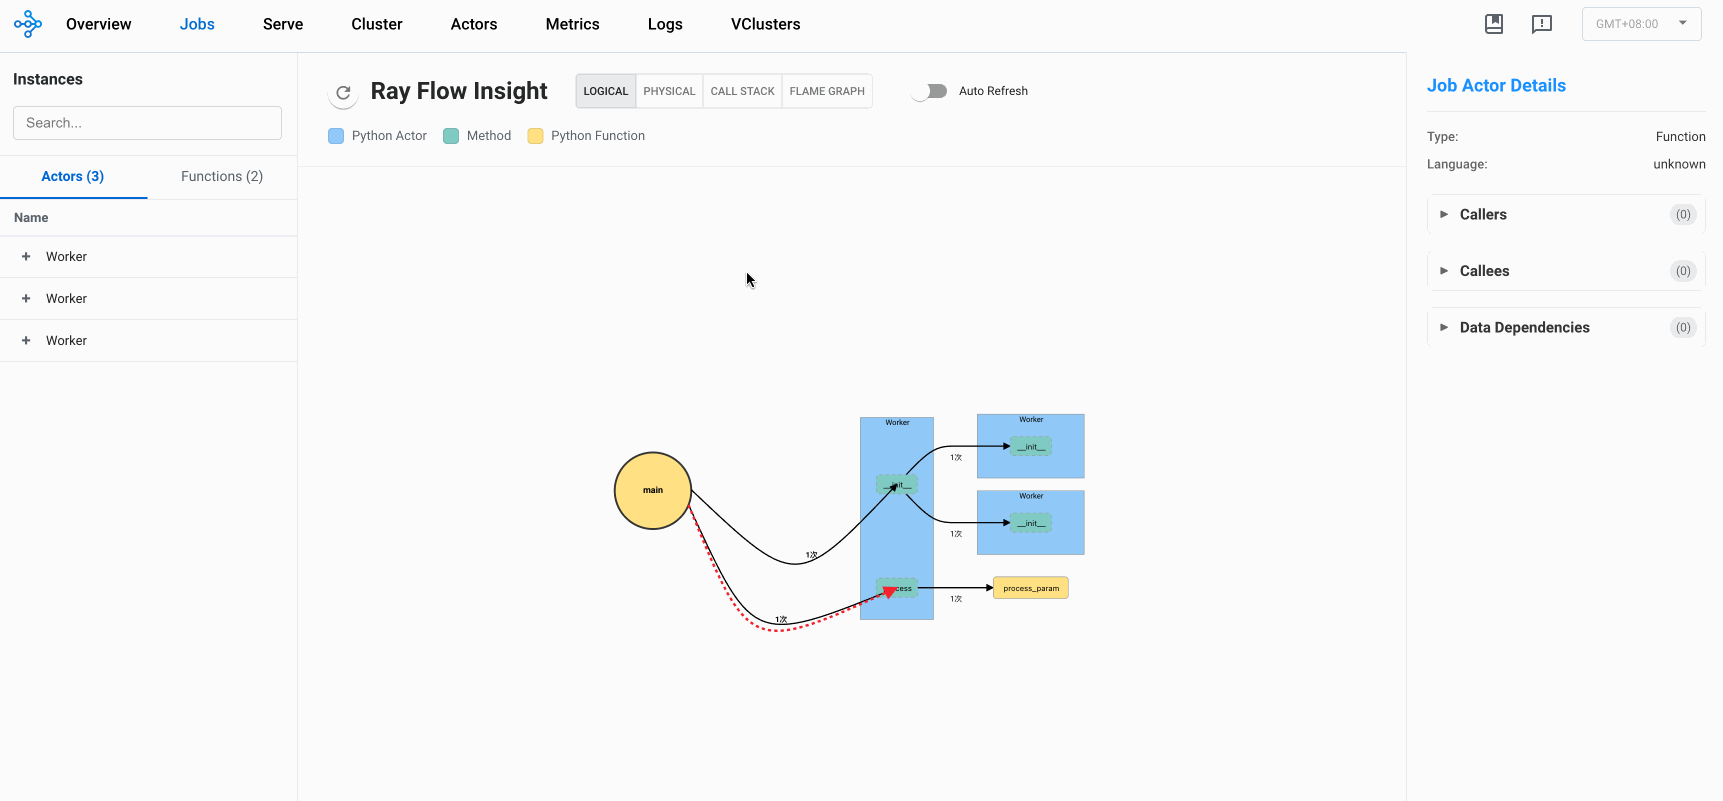 Overview Jobs Serve Cluster Actors Metrics Logs VClusters GMT+08:00
Instances
Search...
Actors (3) Functions (2)
Name
Worker
Worker
Worker
Ray Flow Insight LOGICAL PHYSICAL CALL STACK FLAME GRAPH Auto Refresh
Python Actor Method Python Function
main
1次
1次
Worker
Worker
__init__
1次
Worker
__init__
1次
process_param
1次
Job Actor Details
Type: Function
Language: unknown
Callers (0)
Callees (0)
Data Dependencies (0)